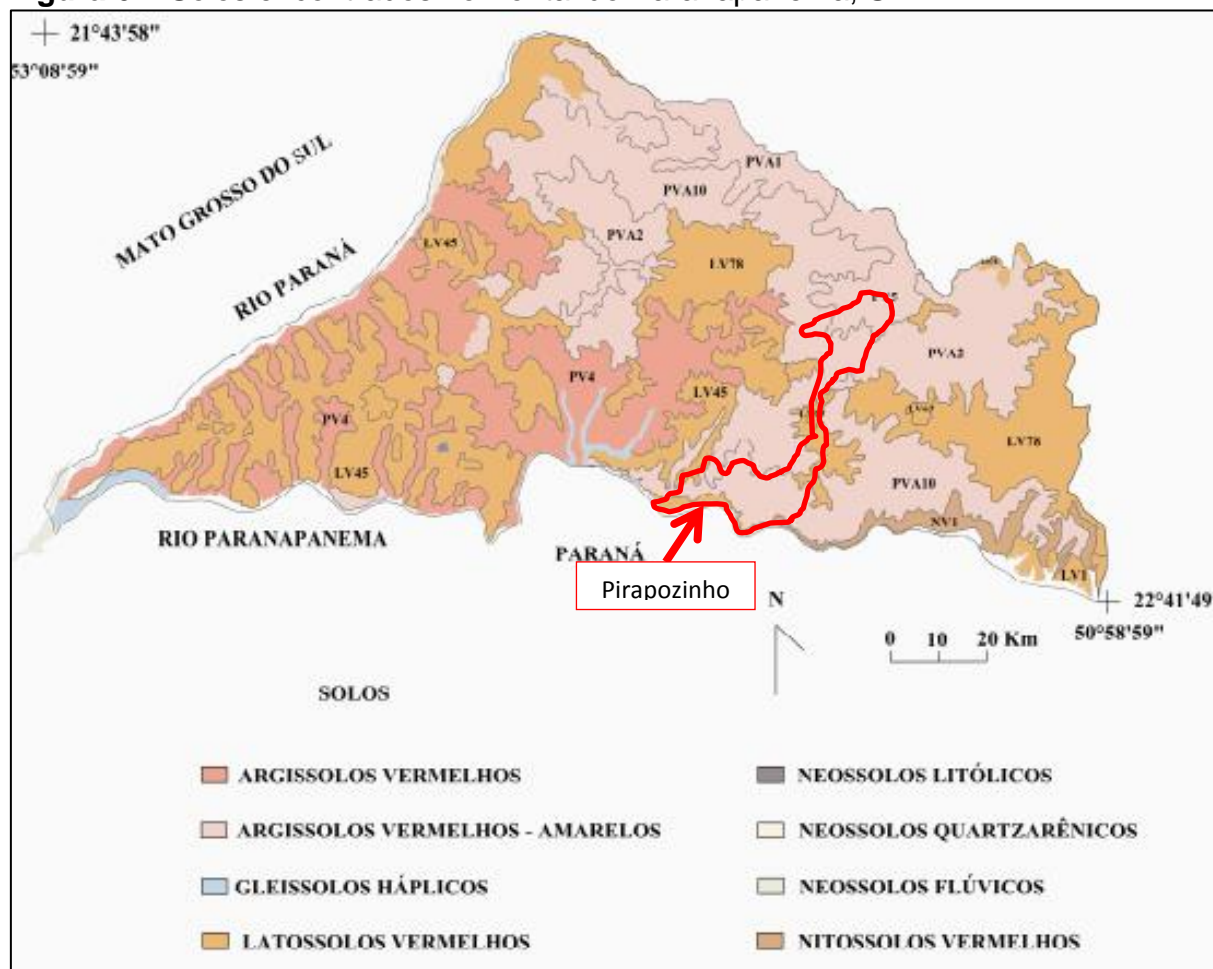 21°43'58"
53°08'59"
MATO GROSSO DO SUL
RIO PARANÁ
PVA1
PVA10
PVA2
LV45
LV78
PVA2
PV4
LV45
PV4
LV45
LV78
PVA10
NV1
LV1
RIO PARANAPANEMA
PARANÁ
Pirapozinho
N
22°41'49
50°58'59"
0 10 20 Km
SOLOS
ARGISSOLOS VERMELHOS
ARGISSOLOS VERMELHOS - AMARELOS
GLEISSOLOS HÁPLICOS
LATOSSOLOS VERMELHOS
NEOSSOLOS LITÓLICOS
NEOSSOLOS QUARTZARÊNICOS
NEOSSOLOS FLÚVICOS
NITOSSOLOS VERMELHOS